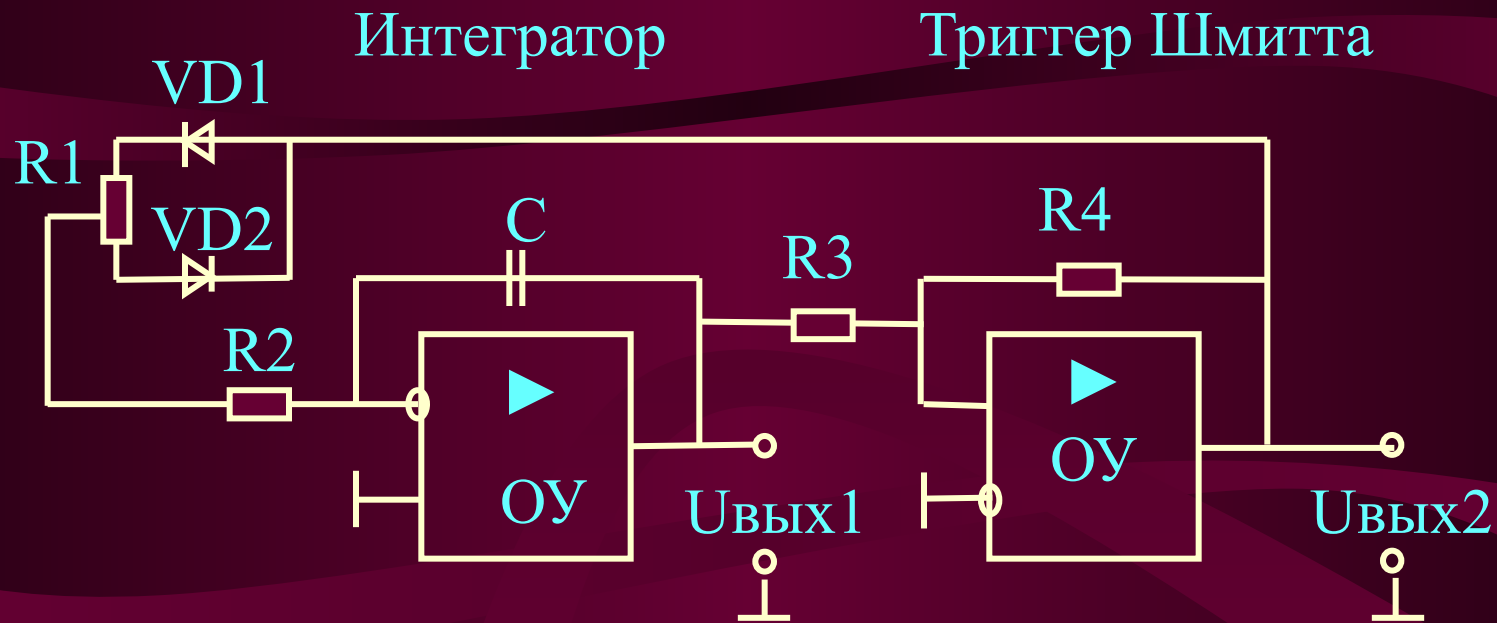 Интегратор
Триггер Шмитта
VD1
R1
VD2
C
R4
R3
R2
ОУ
ОУ
Uвых1
Uвых2